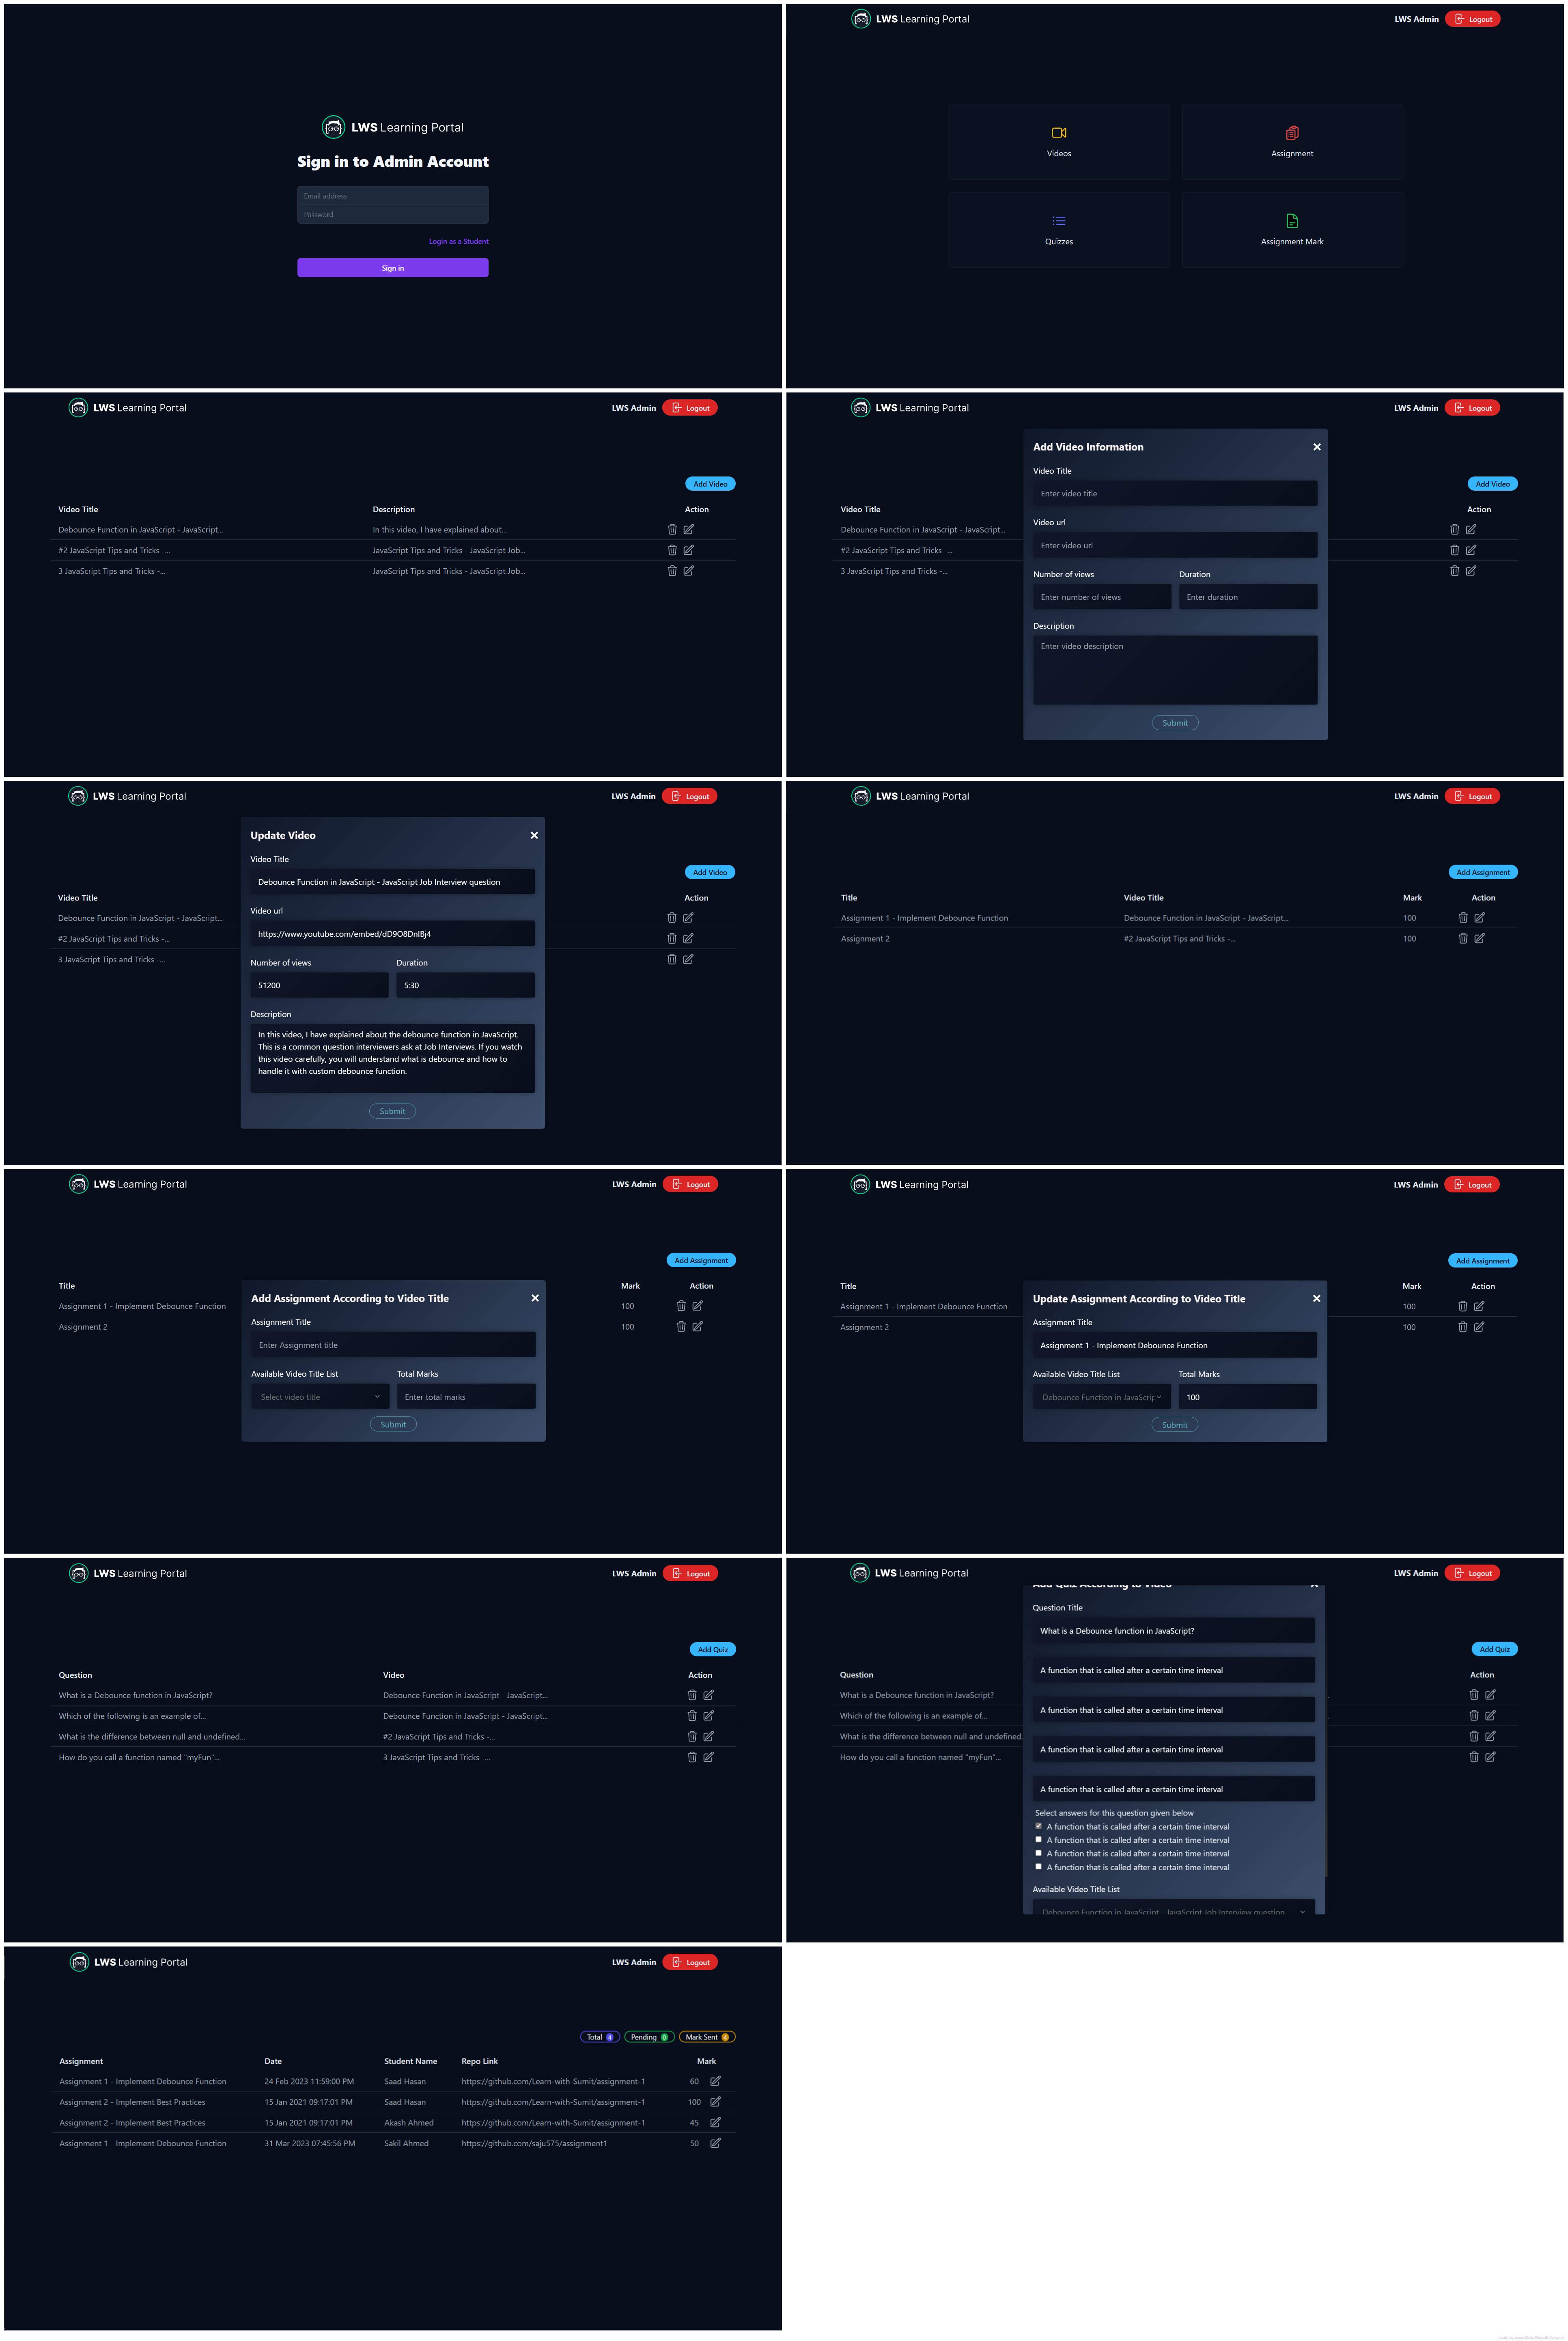 LWS Learning Portal
Sign in to Admin Account
Email address
Password
Login as a Student
Sign in
LWS Learning Portal
LWS Admin
Logout
Videos
Assignment
Quizzes
Assignment Mark
LWS Learning Portal
LWS Admin
Logout
Add Video
Video Title Description Action
Debounce Function in JavaScript - JavaScript... In this video, I have explained about...
#2 JavaScript Tips and Tricks -... JavaScript Tips and Tricks - JavaScript Job...
3 JavaScript Tips and Tricks -... JavaScript Tips and Tricks - JavaScript Job...
LWS Learning Portal
LWS Admin
Logout
Add Video
Video Title Action
Debounce Function in JavaScript - JavaScript...
#2 JavaScript Tips and Tricks -...
3 JavaScript Tips and Tricks -...
Add Video Information
Video Title
Enter video title
Video url
Enter video url
Number of views Duration
Enter number of views Enter duration
Description
Enter video description
Submit
LWS Learning Portal
LWS Admin
Logout
Add Video
Video Title Action
Debounce Function in JavaScript - JavaScript...
#2 JavaScript Tips and Tricks -...
3 JavaScript Tips and Tricks -...
Update Video
Video Title
Debounce Function in JavaScript - JavaScript Job Interview question
Video url
https://www.youtube.com/embed/dD9O8DnIBj4
Number of views Duration
51200 5:30
Description
In this video, I have explained about the debounce function in JavaScript.
This is a common question interviewers ask at Job Interviews. If you watch
this video carefully, you will understand what is debounce and how to
handle it with custom debounce function.
Submit
LWS Learning Portal
LWS Admin
Logout
Add Assignment
Title Video Title Mark Action
Assignment 1 - Implement Debounce Function Debounce Function in JavaScript - JavaScript... 100
Assignment 2 #2 JavaScript Tips and Tricks -... 100
LWS Learning Portal
LWS Admin
Logout
Add Assignment
Title Mark Action
Assignment 1 - Implement Debounce Function 100
Assignment 2 100
Add Assignment According to Video Title
Assignment Title
Enter Assignment title
Available Video Title List Total Marks
Select video title Enter total marks
Submit
LWS Learning Portal
LWS Admin
Logout
Add Assignment
Title Mark Action
Assignment 1 - Implement Debounce Function 100
Assignment 2 100
Update Assignment According to Video Title
Assignment Title
Assignment 1 - Implement Debounce Function
Available Video Title List Total Marks
Debounce Function in JavaScrip 100
Submit
LWS Learning Portal
LWS Admin
Logout
Add Quiz
Question Video Action
What is a Debounce function in JavaScript? Debounce Function in JavaScript - JavaScript...
Which of the following is an example of... Debounce Function in JavaScript - JavaScript...
What is the difference between null and undefined... #2 JavaScript Tips and Tricks -...
How do you call a function named "myFun"... 3 JavaScript Tips and Tricks -...
LWS Learning Portal
LWS Admin
Logout
Add Quiz
Question Action
What is a Debounce function in JavaScript?
Which of the following is an example of...
What is the difference between null and undefined.
How do you call a function named "myFun"...
Add Quiz According to Video
Question Title
What is a Debounce function in JavaScript?
A function that is called after a certain time interval
A function that is called after a certain time interval
A function that is called after a certain time interval
A function that is called after a certain time interval
Select answers for this question given below
A function that is called after a certain time interval
A function that is called after a certain time interval
A function that is called after a certain time interval
A function that is called after a certain time interval
Available Video Title List
Debounce Function in JavaScript - JavaScript Job Interview question
LWS Learning Portal
LWS Admin
Logout
Total 4 Pending 0 Mark Sent 4
Assignment Date Student Name Repo Link Mark
Assignment 1 - Implement Debounce Function 24 Feb 2023 11:59:00 PM Saad Hasan https://github.com/Learn-with-Sumit/assignment-1 60
Assignment 2 - Implement Best Practices 15 Jan 2021 09:17:01 PM Saad Hasan https://github.com/Learn-with-Sumit/assignment-1 100
Assignment 2 - Implement Best Practices 15 Jan 2021 09:17:01 PM Akash Ahmed https://github.com/Learn-with-Sumit/assignment-1 45
Assignment 1 - Implement Debounce Function 31 Mar 2023 07:45:56 PM Sakil Ahmed https://github.com/saju575/assignment1 50